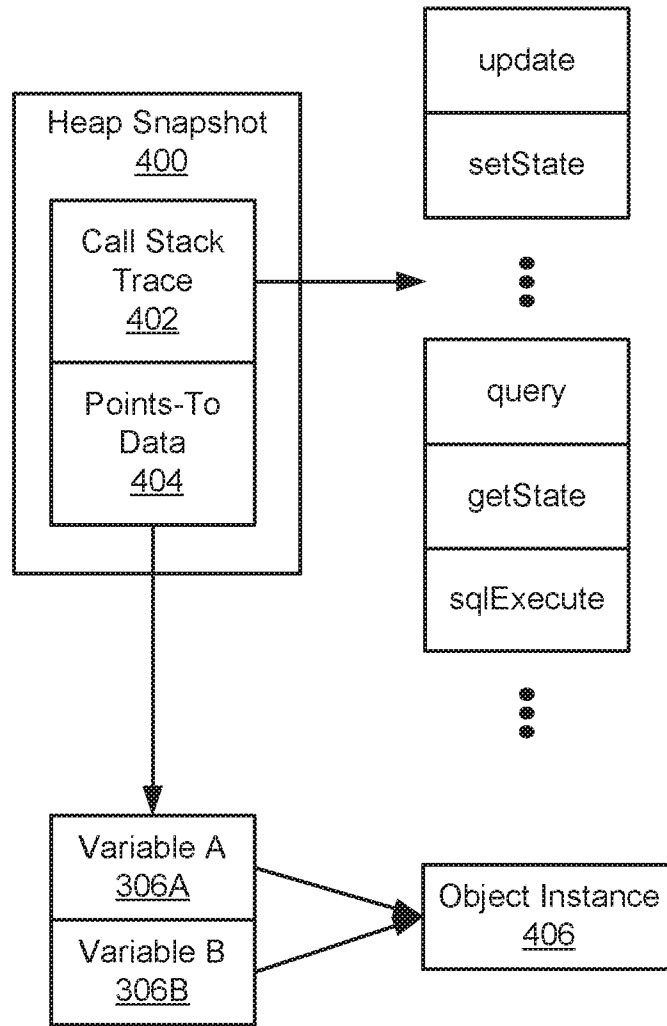 update
setState
Heap Snapshot
400
Call Stack
Trace
402
Points-To
Data
404
query
getState
sqlExecute
Variable A
306A
Variable B
306B
Object Instance
406